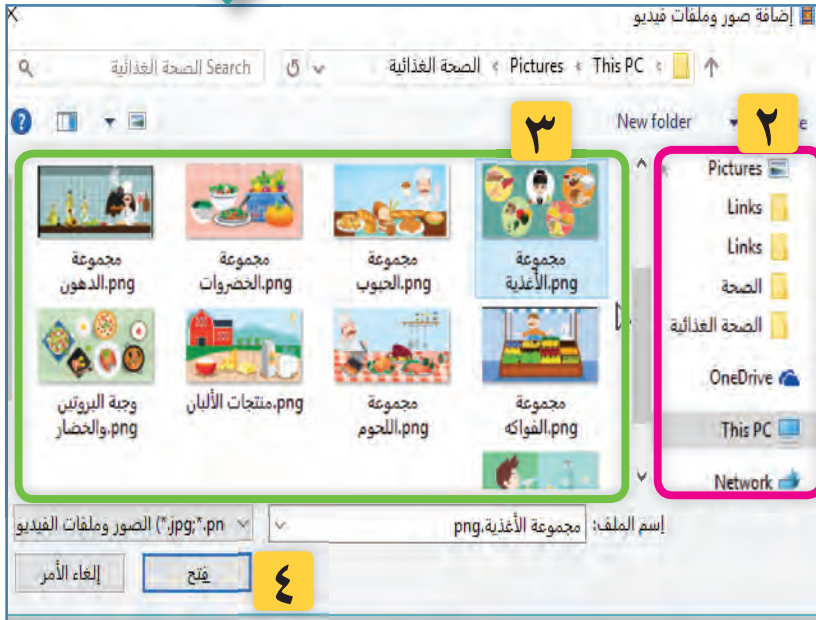 إضافة صور وملفات فيديو
X
This PC › Pictures › الصحة الغذائية
Search الصحة الغذائية
New folder
e
٢
٣
Pictures
Links
Links
الصحة
الصحة الغذائية
OneDrive
This PC
Network
مجموعة
الأغذية.png
مجموعة
الحبوب.png
مجموعة
الخضروات.png
مجموعة
الدهون.png
مجموعة
الفواكه.png
مجموعة
اللحوم.png
منتجات الألبان.png
وجبة البروتين
والخضار.png
إسم الملف:
مجموعة الأغذية.png
الصور وملفات الفيديو (*.jpg;*.pn
٤
فتح
إلغاء الأمر